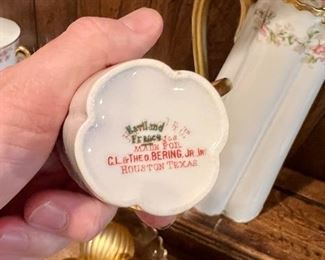 Haviland
France
MADE FOR
C.L. & THEO. BERING, JR. INC
HOUSTON TEXAS